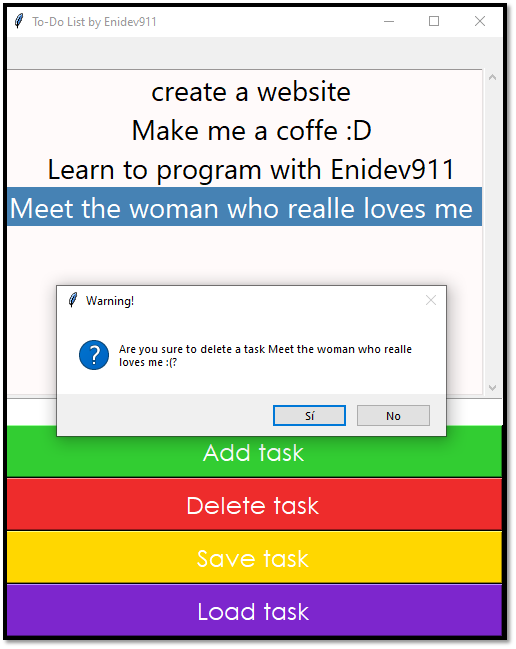 To-Do List by Enidev911
create a website
Make me a coffe :D
Learn to program with Enidev911
Meet the woman who realle loves me
Warning!
Are you sure to delete a task Meet the woman who realle
loves me :(?
Sí
No
Add task
Delete task
Save task
Load task